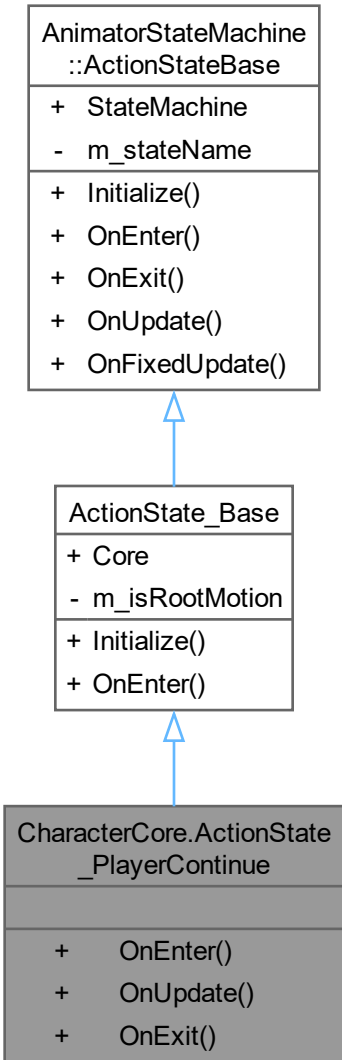 AnimatorStateMachine
::ActionStateBase
+ StateMachine
- m_stateName
+ Initialize()
+ OnEnter()
+ OnExit()
+ OnUpdate()
+ OnFixedUpdate()
ActionState_Base
+ Core
- m_isRootMotion
+ Initialize()
+ OnEnter()
CharacterCore.ActionState
_PlayerContinue
+ OnEnter()
+ OnUpdate()
+ OnExit()